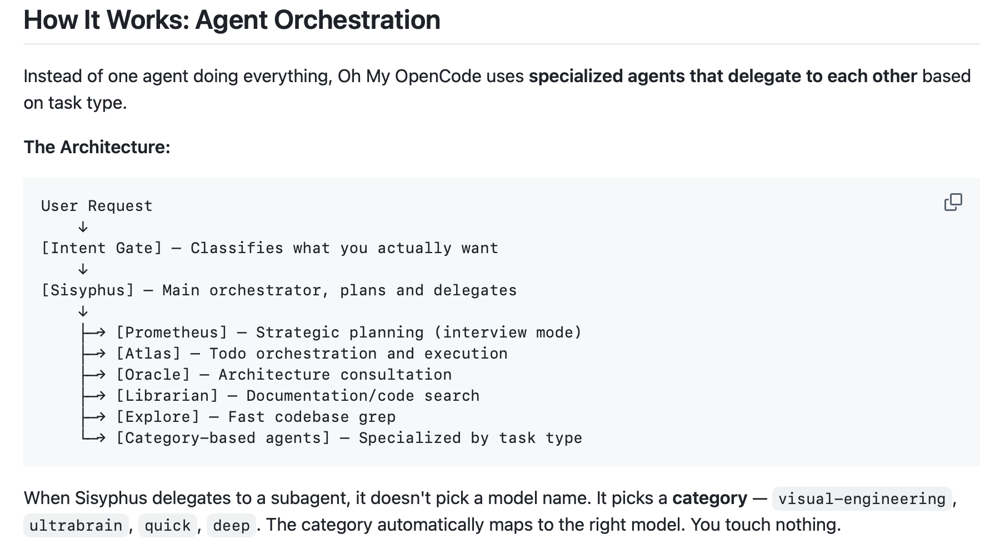 How It Works: Agent Orchestration
Instead of one agent doing everything, Oh My OpenCode uses specialized agents that delegate to each other based
on task type.
The Architecture:
User Request
↓
[Intent Gate] — Classifies what you actually want
↓
[Sisyphus] — Main orchestrator, plans and delegates
↓
├─→ [Prometheus] — Strategic planning (interview mode)
├─→ [Atlas] — Todo orchestration and execution
├─→ [Oracle] — Architecture consultation
├─→ [Librarian] — Documentation/code search
├─→ [Explore] — Fast codebase grep
└─→ [Category-based agents] — Specialized by task type
When Sisyphus delegates to a subagent, it doesn't pick a model name. It picks a category — visual-engineering,
ultrabrain, quick, deep. The category automatically maps to the right model. You touch nothing.